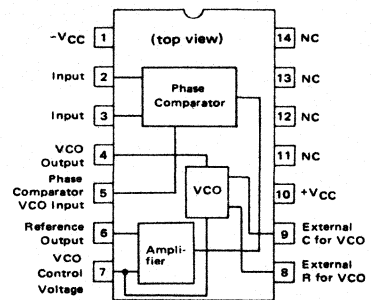 (top view)
-VCC 1
Input 2
Input 3
VCO
Output 4
Phase
Comparator
VCO Input 5
Reference
Output 6
VCO
Control
Voltage 7
Phase
Comparator
VCO
Ampli-
fier
14 NC
13 NC
12 NC
11 NC
10 +VCC
9 External
C for VCO
8 External
R for VCO